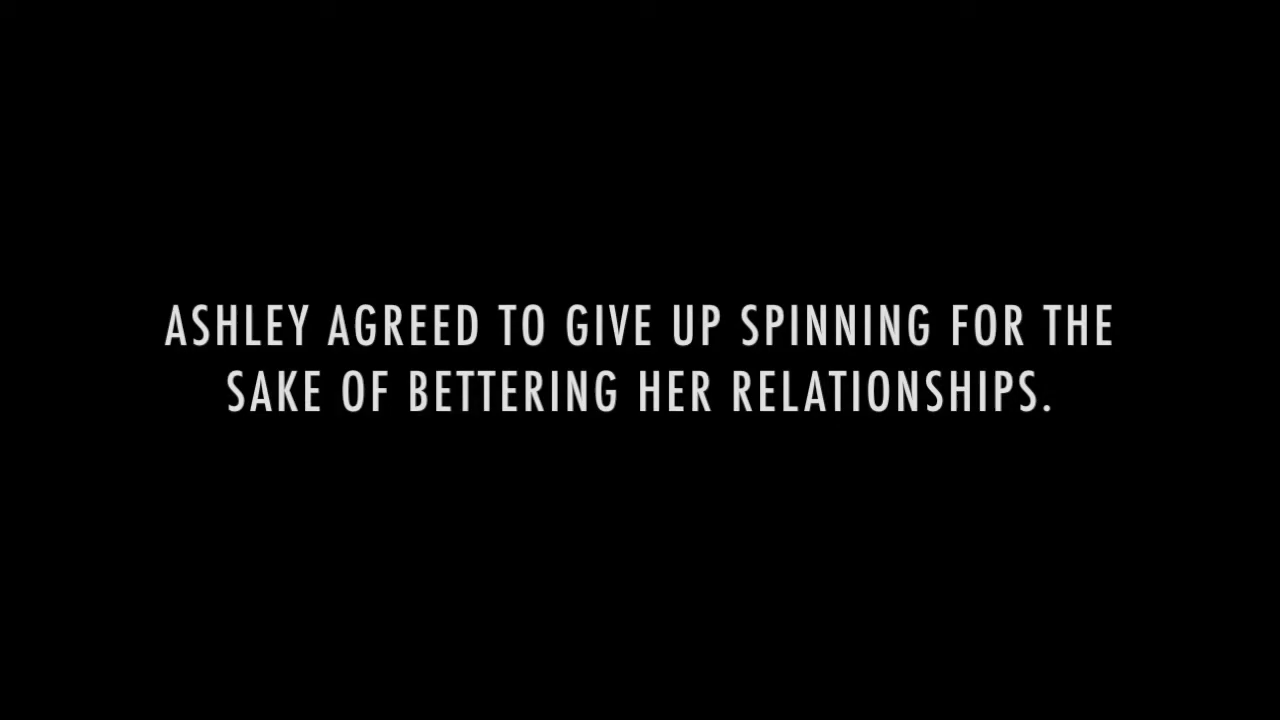 ASHLEY AGREED TO GIVE UP SPINNING FOR THE
SAKE OF BETTERING HER RELATIONSHIPS.